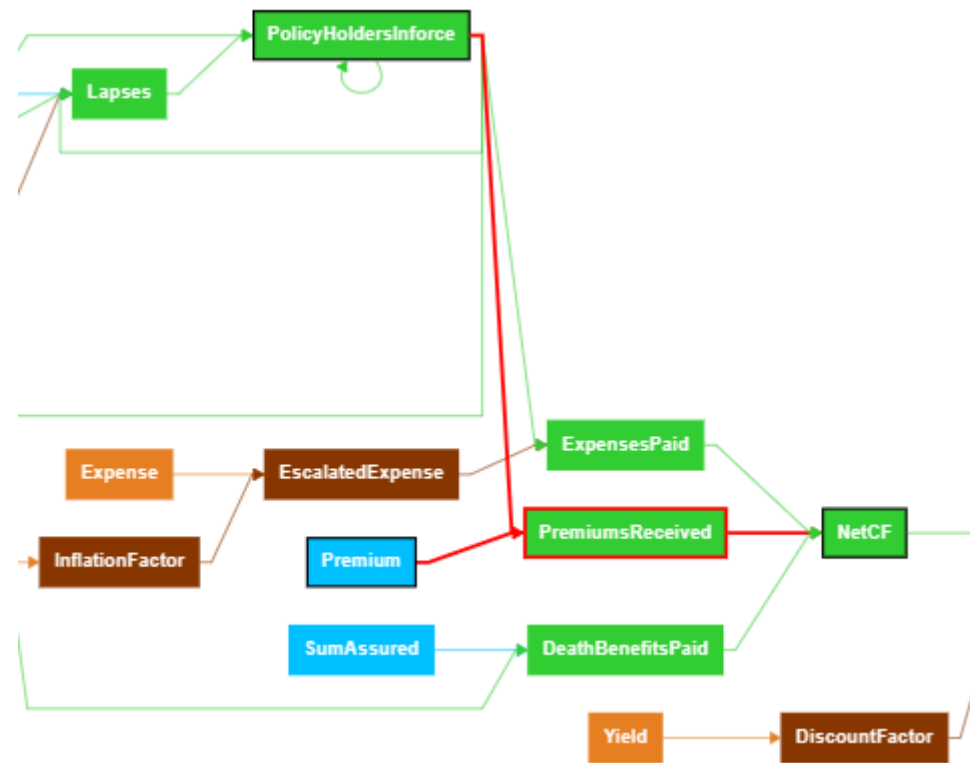 PolicyHoldersInforce
Lapses
ExpensesPaid
Expense
EscalatedExpense
PremiumsReceived
NetCF
InflationFactor
Premium
SumAssured
DeathBenefitsPaid
Yield
DiscountFactor